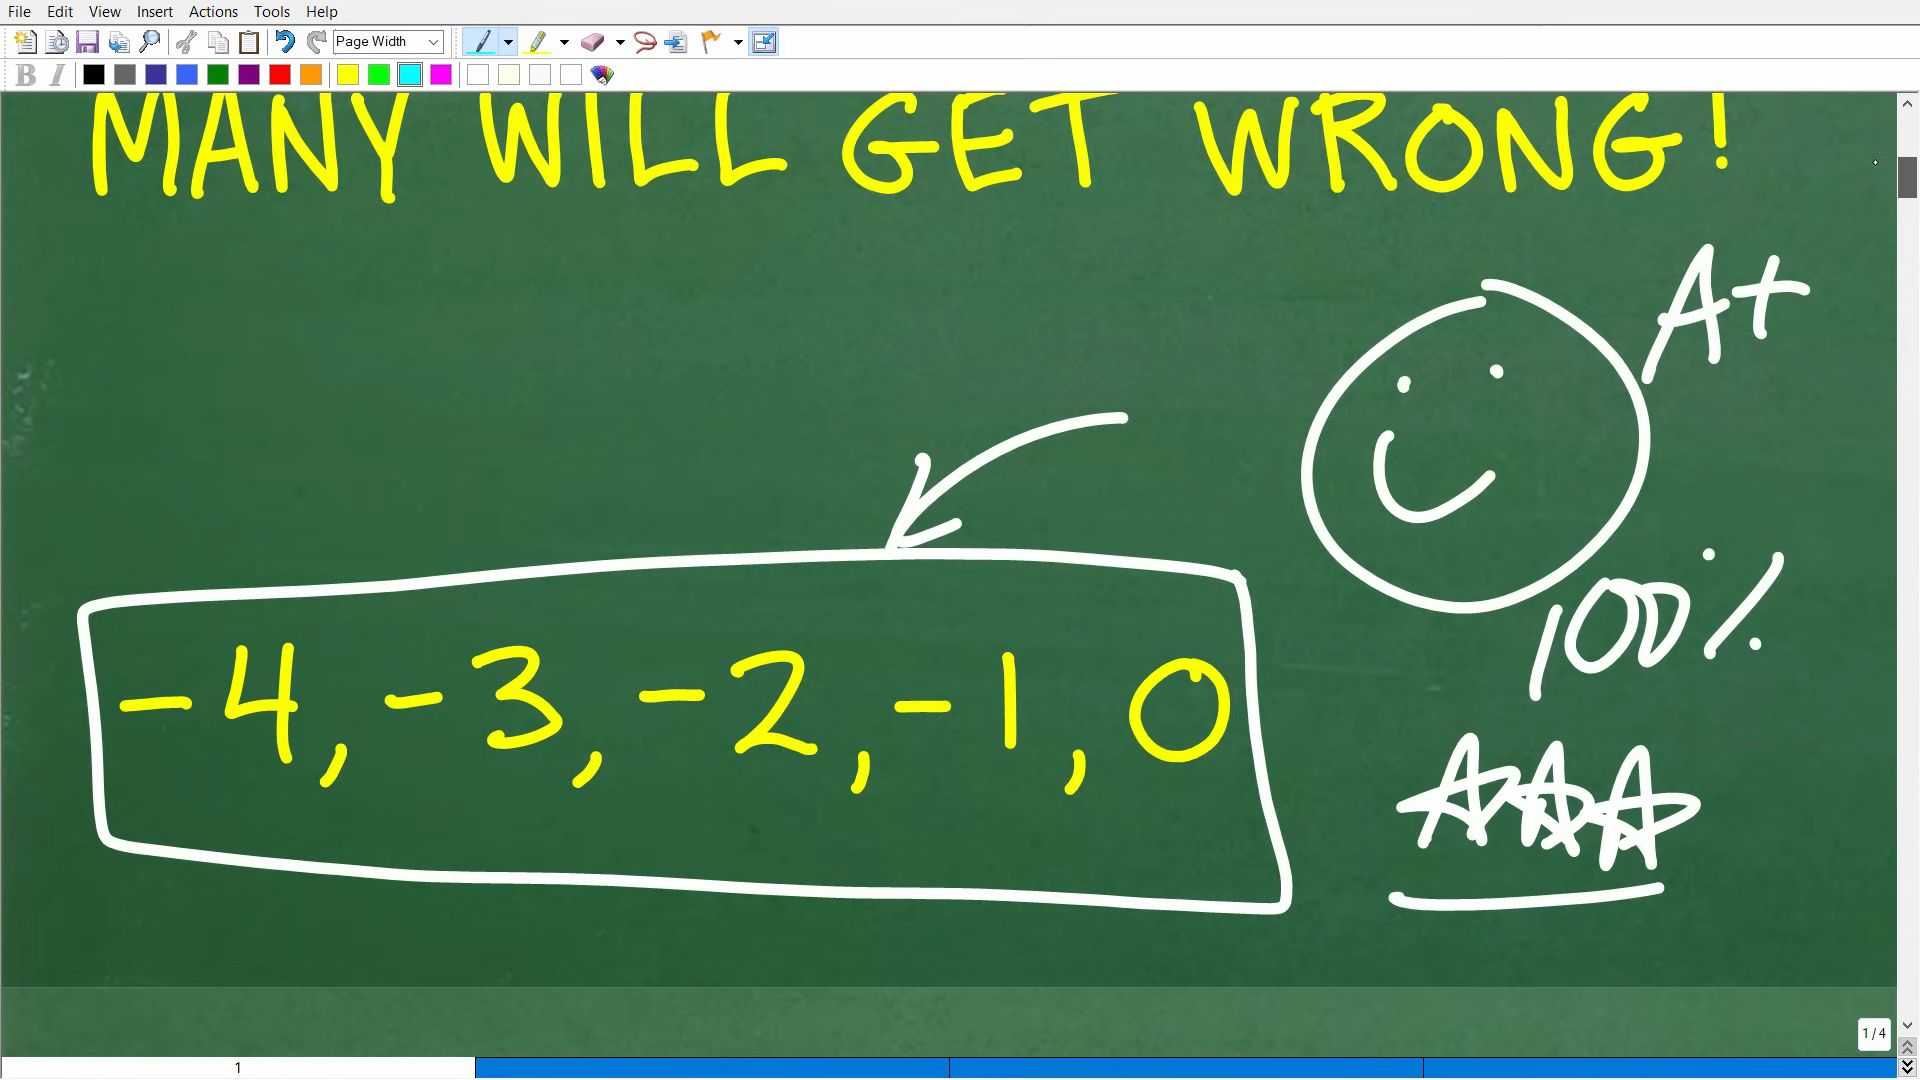 File Edit View Insert Actions Tools Help
Page Width
B I
MANY WILL GET WRONG!
A+
100%
-4, -3, -2, -1, 0
1 / 4
1